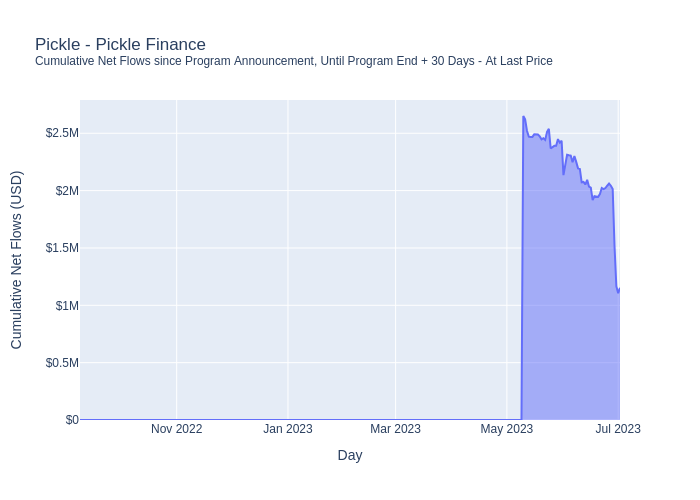 Pickle - Pickle Finance
Cumulative Net Flows since Program Announcement, Until Program End + 30 Days - At Last Price
Cumulative Net Flows (USD)
$2.5M
$2M
$1.5M
$1M
$0.5M
$0
Nov 2022
Jan 2023
Mar 2023
May 2023
Jul 2023
Day